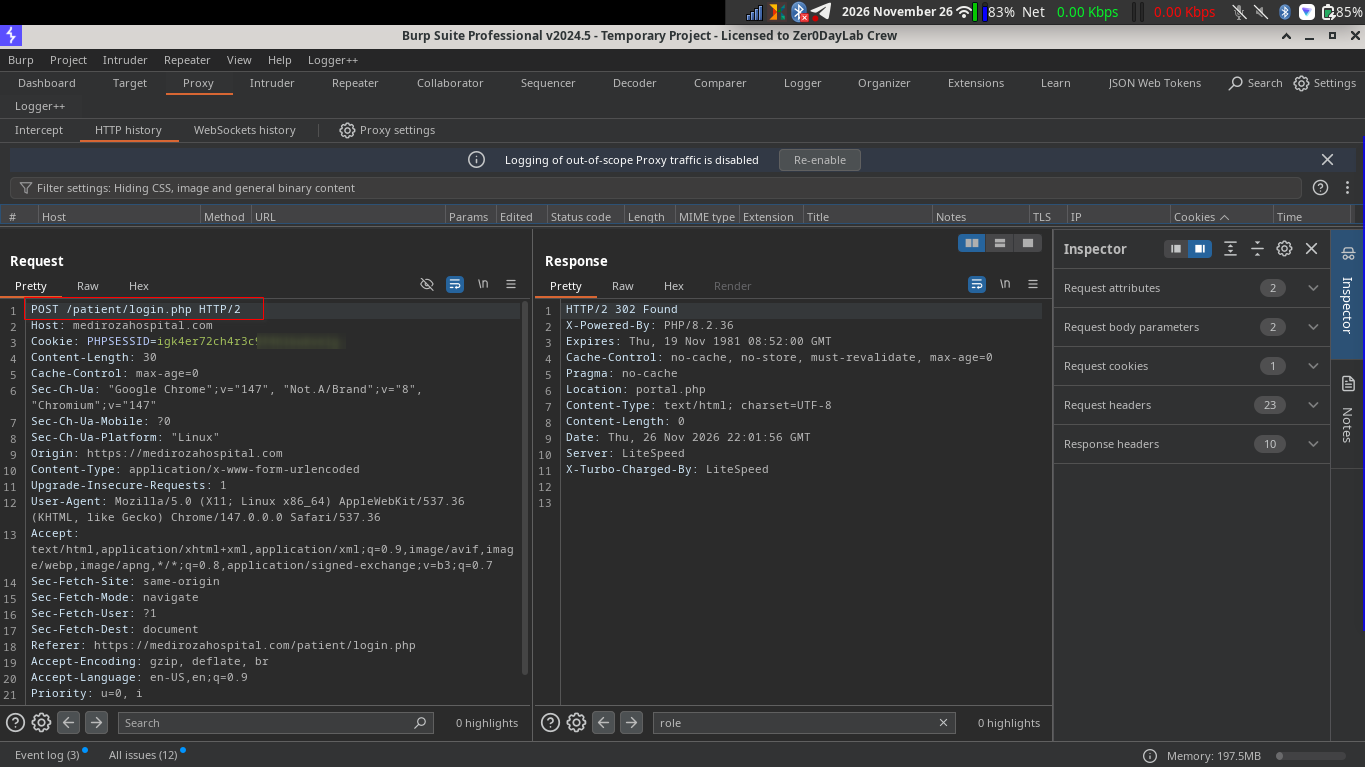 2026 November 26 83% Net 0.00 Kbps 0.00 Kbps 85%
Burp Suite Professional v2024.5 - Temporary Project - Licensed to Zer0DayLab Crew
Burp Project Intruder Repeater View Help Logger++
Dashboard Target Proxy Intruder Repeater Collaborator Sequencer Decoder Comparer Logger Organizer Extensions Learn JSON Web Tokens Search Settings
Logger++
Intercept HTTP history WebSockets history Proxy settings
Logging of out-of-scope Proxy traffic is disabled Re-enable
Filter settings: Hiding CSS, image and general binary content
# Host Method URL Params Edited Status code Length MIME type Extension Title Notes TLS IP Cookies Time
Request
Pretty Raw Hex \n
1 POST /patient/login.php HTTP/2
2 Host: medirozahospital.com
3 Cookie: PHPSESSID=igk4er72ch4r3c
4 Content-Length: 30
5 Cache-Control: max-age=0
6 Sec-Ch-Ua: "Google Chrome";v="147", "Not.A/Brand";v="8",
"Chromium";v="147"
7 Sec-Ch-Ua-Mobile: ?0
8 Sec-Ch-Ua-Platform: "Linux"
9 Origin: https://medirozahospital.com
10 Content-Type: application/x-www-form-urlencoded
11 Upgrade-Insecure-Requests: 1
12 User-Agent: Mozilla/5.0 (X11; Linux x86_64) AppleWebKit/537.36
(KHTML, like Gecko) Chrome/147.0.0.0 Safari/537.36
13 Accept:
text/html,application/xhtml+xml,application/xml;q=0.9,image/avif,imag
e/webp,image/apng,*/*;q=0.8,application/signed-exchange;v=b3;q=0.7
14 Sec-Fetch-Site: same-origin
15 Sec-Fetch-Mode: navigate
16 Sec-Fetch-User: ?1
17 Sec-Fetch-Dest: document
18 Referer: https://medirozahospital.com/patient/login.php
19 Accept-Encoding: gzip, deflate, br
20 Accept-Language: en-US,en;q=0.9
21 Priority: u=0, i
Search 0 highlights
Response
Pretty Raw Hex Render \n
1 HTTP/2 302 Found
2 X-Powered-By: PHP/8.2.36
3 Expires: Thu, 19 Nov 1981 08:52:00 GMT
4 Cache-Control: no-cache, no-store, must-revalidate, max-age=0
5 Pragma: no-cache
6 Location: portal.php
7 Content-Type: text/html; charset=UTF-8
8 Content-Length: 0
9 Date: Thu, 26 Nov 2026 22:01:56 GMT
10 Server: LiteSpeed
11 X-Turbo-Charged-By: LiteSpeed
12
13
role 0 highlights
Inspector
Request attributes 2
Request body parameters 2
Request cookies 1
Request headers 23
Response headers 10
Inspector
Notes
Event log (3) All issues (12) Memory: 197.5MB